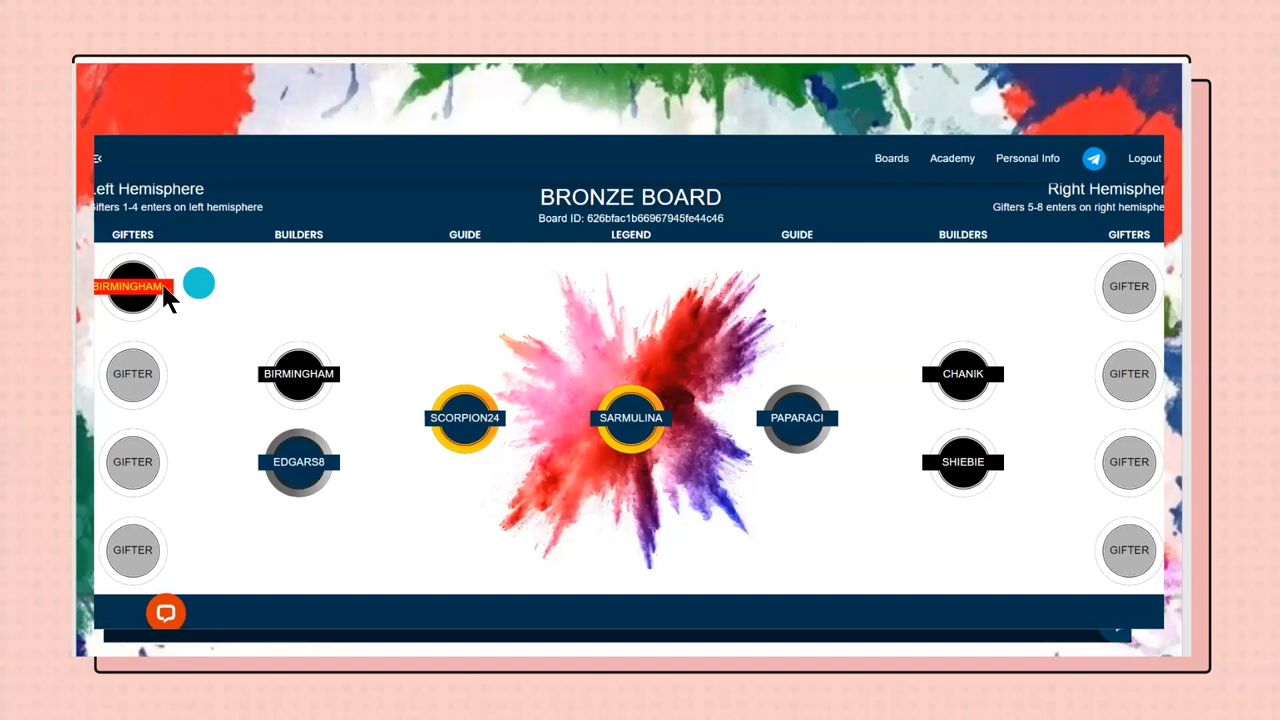 Boards Academy Personal Info Logout
Left Hemisphere
Gifters 1-4 enters on left hemisphere
BRONZE BOARD
Board ID: 626bfac1b66967945fe44c46
Right Hemispher
Gifters 5-8 enters on right hemisphe
GIFTERS BUILDERS GUIDE LEGEND GUIDE BUILDERS GIFTERS
BIRMINGHAM GIFTER
GIFTER BIRMINGHAM CHANIK GIFTER
SCORPION24 SARMULINA PAPARACI
GIFTER EDGARS8 SHIEBIE GIFTER
GIFTER GIFTER